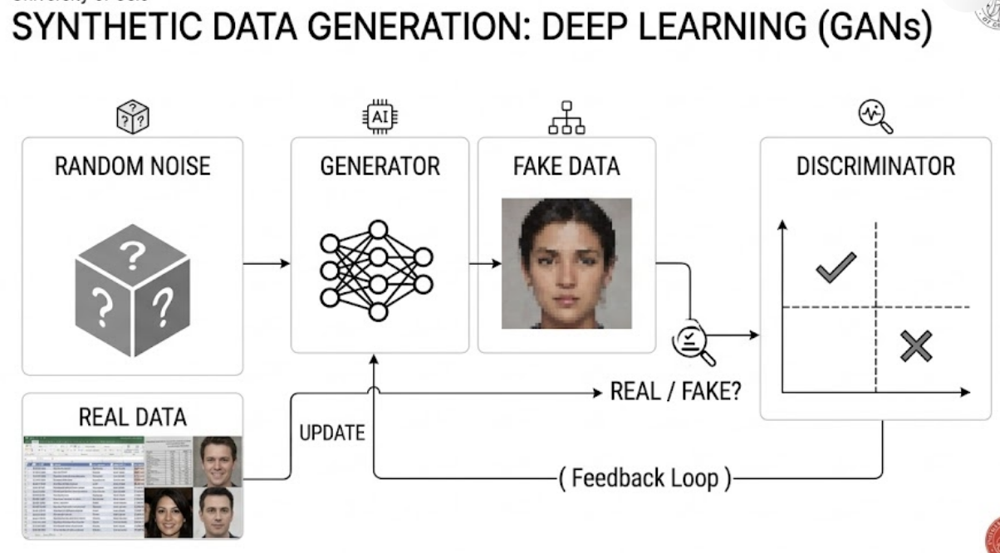 SYNTHETIC DATA GENERATION: DEEP LEARNING (GANs)
? ? ?
AI
RANDOM NOISE
GENERATOR
FAKE DATA
DISCRIMINATOR
?
? ?
REAL / FAKE?
REAL DATA
UPDATE
( Feedback Loop )